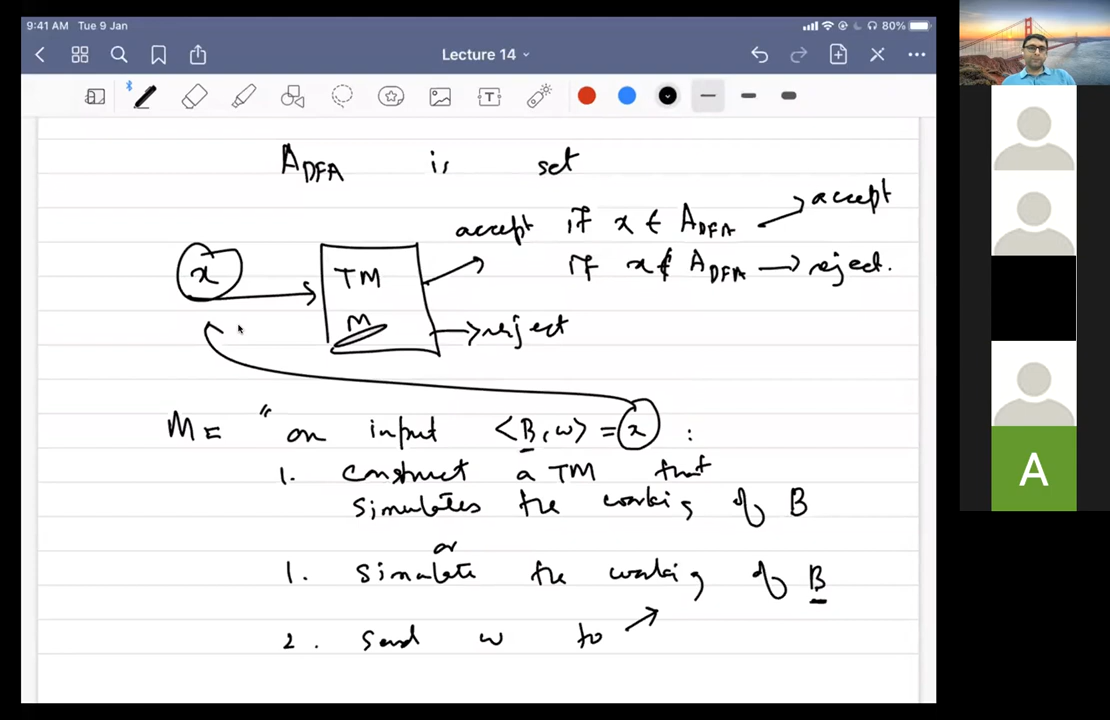 9:41 AM Tue 9 Jan
80%
Lecture 14
A_DFA is set
accept if x ∈ A_DFA → accept
if x ∉ A_DFA → reject.
x
TM
M
→ reject
M = " on input <B, w> = x :
1. construct a TM that
simulates the working of B
or
1. simulate the working of B
2. send w to
A